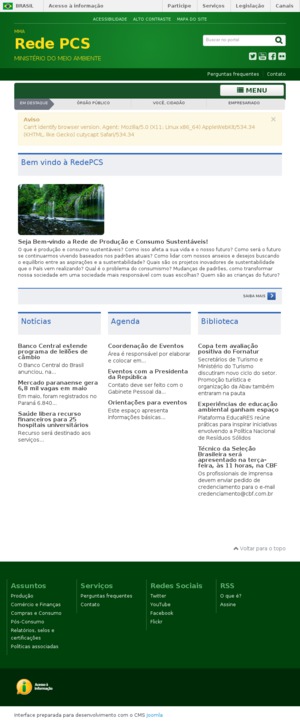 BRASIL
Acesso à informação
Participe
Serviços
Legislação
Canais
ACESSIBILIDADE
ALTO CONTRASTE
MAPA DO SITE
MMA
Rede PCS
MINISTÉRIO DO MEIO AMBIENTE
Buscar no portal
Perguntas frequentes
Contato
MENU
EM DESTAQUE
ÓRGÃO PÚBLICO
VOCÊ, CIDADÃO
EMPRESARIADO
Aviso
×
Can't identify browser version. Agent: Mozilla/5.0 (X11; Linux x86_64) AppleWebKit/534.34
(KHTML, like Gecko) cutycapt Safari/534.34
Bem vindo à RedePCS
Seja Bem-vindo a Rede de Produção e Consumo Sustentáveis!
O que é produção e consumo sustentáveis? Como isso afeta a sua vida e o nosso futuro? Como será o futuro
se continuarmos vivendo baseados nos padrões atuais? Como lidar com nossos anseios e desejos buscando
o equilíbrio entre as aspirações e a sustentabilidade? Quais são os projetos inovadores de sustentabilidade
que o País vem realizando? Qual é o problema do consumismo? Mudanças de padrões, como transformar
nossa sociedade em uma sociedade mais responsável com suas escolhas? Quem são as crianças do futuro?
SAIBA MAIS
Notícias
Banco Central estende
programa de leilões de
câmbio
O Banco Central do Brasil
anunciou, na...
Mercado paranaense gera
6,8 mil vagas em maio
Em maio, foram registrados no
Paraná 6.840...
Saúde libera recurso
financeiros para 25
hospitais universitários
Recurso será destinado aos
serviços...
Agenda
Coordenação de Eventos
Área é responsável por elaborar
e colocar em...
Eventos com a Presidenta
da República
Contato deve ser feito com o
Gabinete Pessoal da...
Orientações para eventos
Este espaço apresenta
informações básicas...
Biblioteca
Copa tem avaliação
positiva do Fornatur
Secretários de Turismo e
Ministério do Turismo
discutiram novo ciclo do setor.
Promoção turística e
organização da Abav também
entraram na pauta
Experiências de educação
ambiental ganham espaço
Plataforma EducaRES reúne
práticas para inspirar iniciativas
envolvendo a Política Nacional
de Resíduos Sólidos
Técnico da Seleção
Brasileira será
apresentado na terça-
feira, às 11 horas, na CBF
Os profissionais de imprensa
devem enviar pedido de
credenciamento para o e-mail
credenciamento@cbf.com.br
Voltar para o topo
Assuntos
Produção
Comércio e Finanças
Compras e Consumo
Pós-Consumo
Relatórios, selos e
certificações
Políticas associadas
Serviços
Perguntas frequentes
Contato
Redes Sociais
Twitter
YouTube
Facebook
Flickr
RSS
O que é?
Assine
Acesso à
Informação
Interface preparada para desenvolvimento com o CMS Joomla